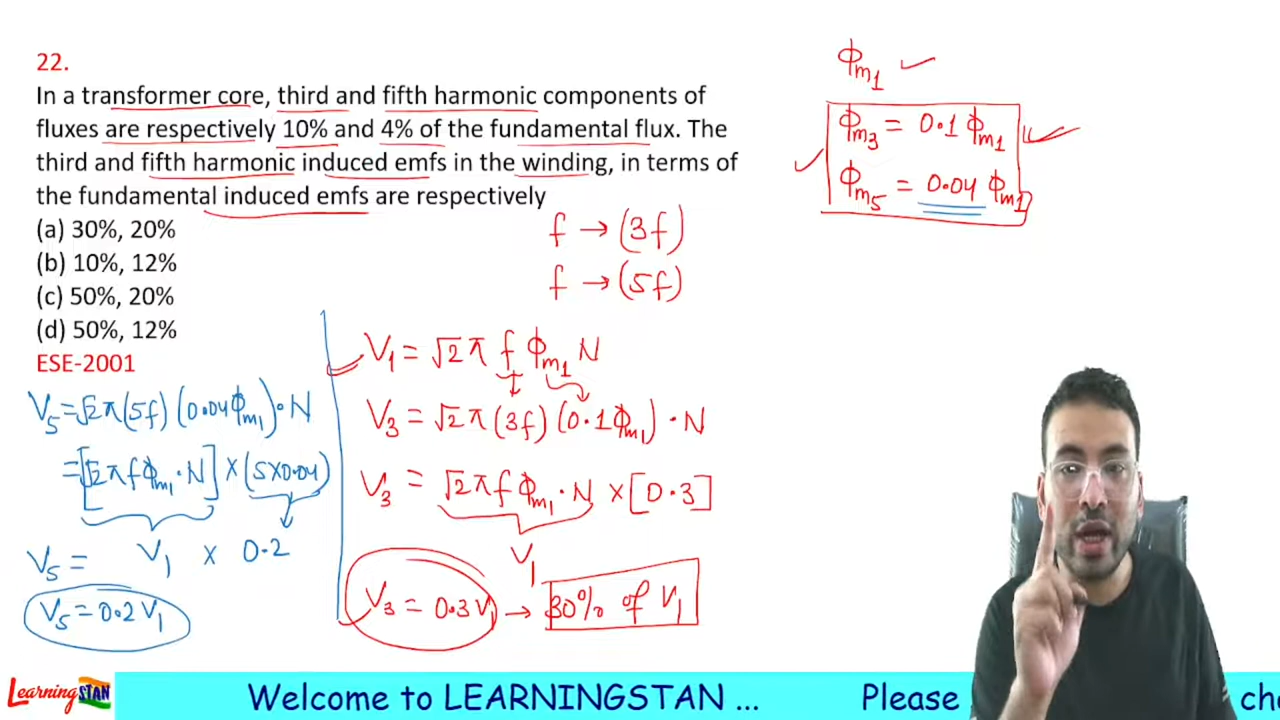 22.
In a transformer core, third and fifth harmonic components of
fluxes are respectively 10% and 4% of the fundamental flux. The
third and fifth harmonic induced emfs in the winding, in terms of
the fundamental induced emfs are respectively
(a) 30%, 20%
(b) 10%, 12%
(c) 50%, 20%
(d) 50%, 12%
ESE-2001
ϕm1
ϕm3 = 0.1 ϕm1
ϕm5 = 0.04 ϕm1
f → (3f)
f → (5f)
V1 = √2 π f ϕm1 N
V3 = √2 π (3f) (0.1 ϕm1) · N
V3 = √2 π f ϕm1 · N × [0.3]
V1
V3 = 0.3 V1 → 30% of V1
V5 = √2 π (5f) (0.04 ϕm1) · N
= [√2 π f ϕm1 · N] × (5×0.04)
V5 = V1 × 0.2
V5 = 0.2 V1
Learning STAN
Welcome to LEARNINGSTAN ... Please